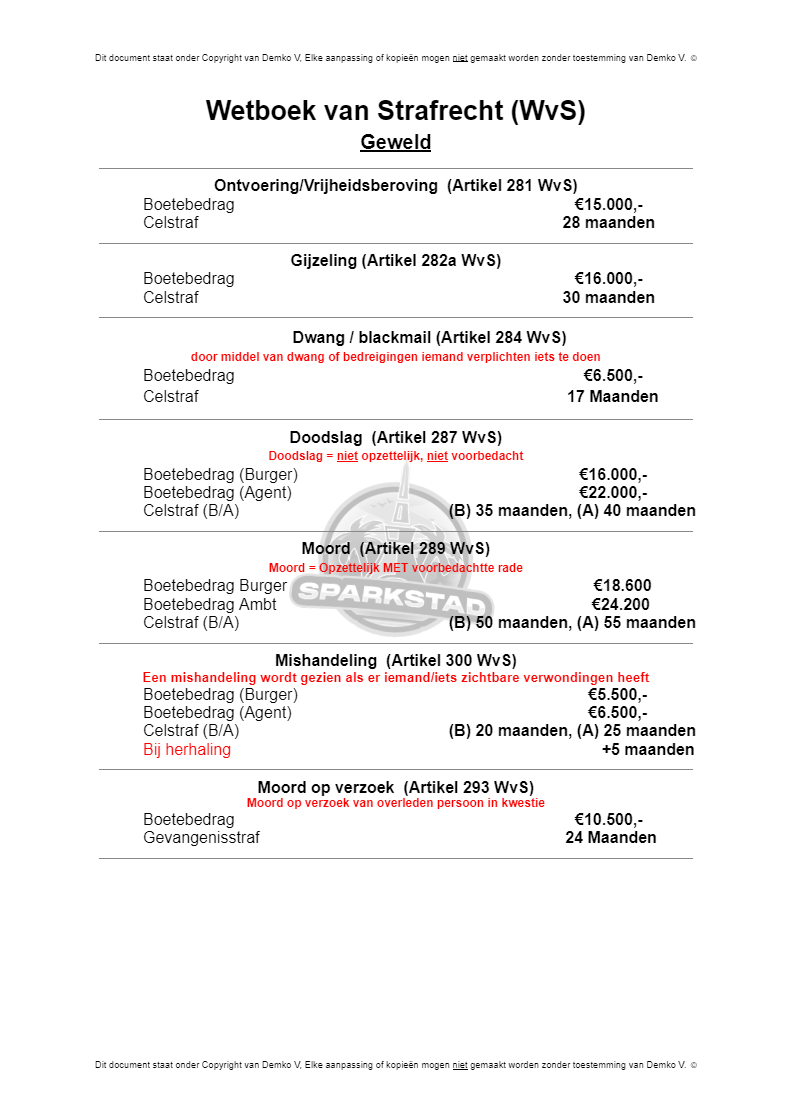 Dit document staat onder Copyright van Demko V, Elke aanpassing of kopieën mogen niet gemaakt worden zonder toestemming van Demko V. ©
Wetboek van Strafrecht (WvS)
Geweld
Ontvoering/Vrijheidsberoving (Artikel 281 WvS)
Boetebedrag €15.000,-
Celstraf 28 maanden
Gijzeling (Artikel 282a WvS)
Boetebedrag €16.000,-
Celstraf 30 maanden
Dwang / blackmail (Artikel 284 WvS)
door middel van dwang of bedreigingen iemand verplichten iets te doen
Boetebedrag €6.500,-
Celstraf 17 Maanden
Doodslag (Artikel 287 WvS)
Doodslag = niet opzettelijk, niet voorbedacht
Boetebedrag (Burger) €16.000,-
Boetebedrag (Agent) €22.000,-
Celstraf (B/A) (B) 35 maanden, (A) 40 maanden
Moord (Artikel 289 WvS)
Moord = Opzettelijk MET voorbedachtte rade
Boetebedrag Burger €18.600
SPARKSTAD
Boetebedrag Ambt €24.200
Celstraf (B/A) (B) 50 maanden, (A) 55 maanden
Mishandeling (Artikel 300 WvS)
Een mishandeling wordt gezien als er iemand/iets zichtbare verwondingen heeft
Boetebedrag (Burger) €5.500,-
Boetebedrag (Agent) €6.500,-
Celstraf (B/A) (B) 20 maanden, (A) 25 maanden
Bij herhaling +5 maanden
Moord op verzoek (Artikel 293 WvS)
Moord op verzoek van overleden persoon in kwestie
Boetebedrag €10.500,-
Gevangenisstraf 24 Maanden
Dit document staat onder Copyright van Demko V, Elke aanpassing of kopieën mogen niet gemaakt worden zonder toestemming van Demko V. ©